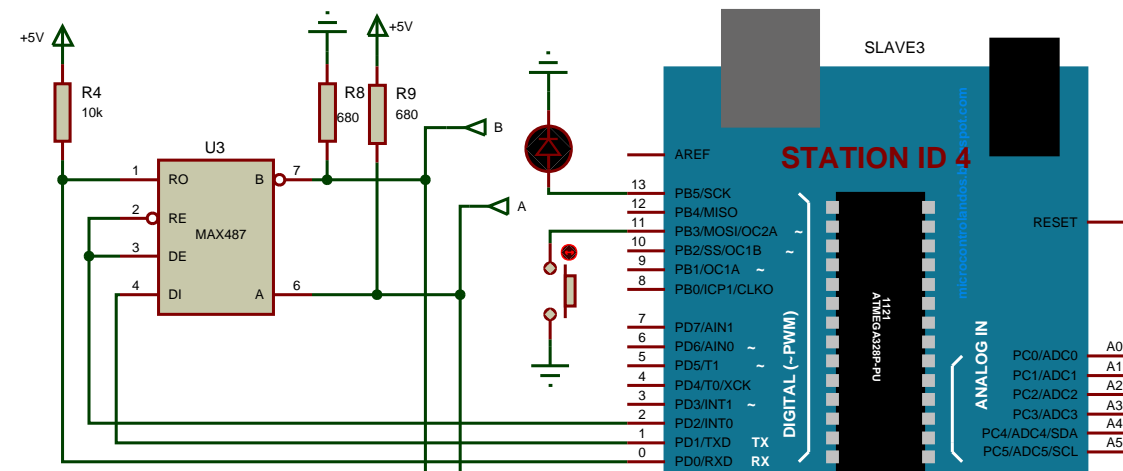 +5V
R4
10k
R8
680
+5V
R9
680
U3
1
RO
2
RE
3
DE
4
DI
MAX487
B
7
A
6
B
A
SLAVE3
STATION ID 4
AREF
13
PB5/SCK
12
PB4/MISO
11
PB3/MOSI/OC2A ~
10
PB2/SS/OC1B ~
9
PB1/OC1A ~
8
PB0/ICP1/CLKO
7
PD7/AIN1
6
PD6/AIN0 ~
5
PD5/T1 ~
4
PD4/T0/XCK
3
PD3/INT1 ~
2
PD2/INT0
1
PD1/TXD TX
0
PD0/RXD RX
DIGITAL (~PWM)
1121
ATMEGA328P-PU
ANALOG IN
RESET
PC0/ADC0
A0
PC1/ADC1
A1
PC2/ADC2
A2
PC3/ADC3
A3
PC4/ADC4/SDA
A4
PC5/ADC5/SCL
A5